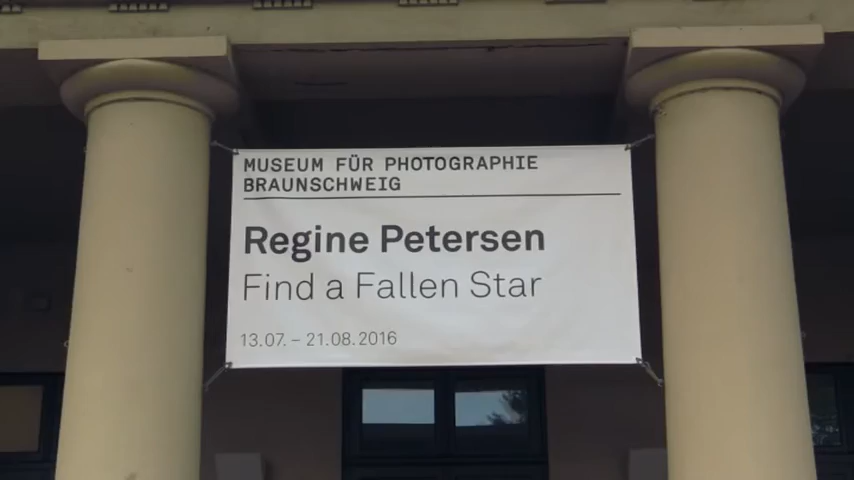 MUSEUM FÜR PHOTOGRAPHIE
BRAUNSCHWEIG
Regine Petersen
Find a Fallen Star
13.07. – 21.08.2016